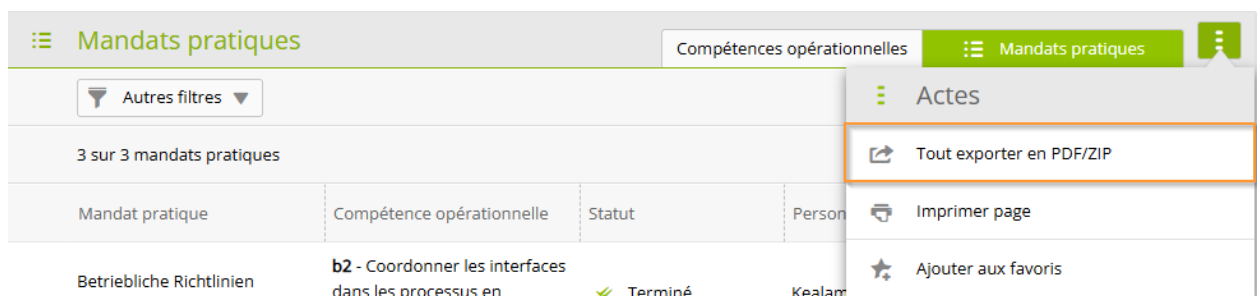 Mandats pratiques
Compétences opérationnelles
Mandats pratiques
Autres filtres
Actes
3 sur 3 mandats pratiques
Tout exporter en PDF/ZIP
Mandat pratique
Compétence opérationnelle
Statut
Person
Imprimer page
Betriebliche Richtlinien
b2 - Coordonner les interfaces
dans les processus en
Terminé
Kealam
Ajouter aux favoris